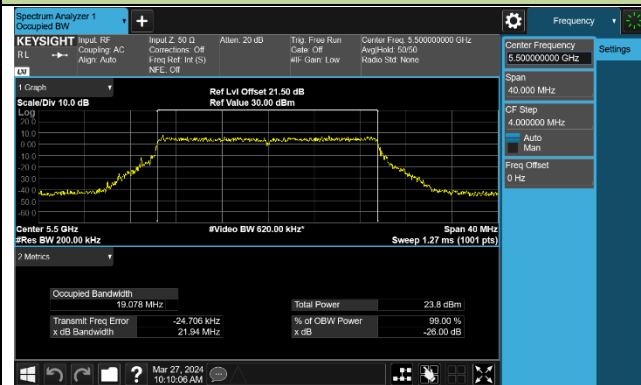 Spectrum Analyzer 1
Occupied BW
Frequency
KEYSIGHT
RL
LXI
Input: RF
Coupling: AC
Align: Auto
Input Z: 50 Ω
Corrections: Off
Freq Ref: Int (S)
NFE: Off
Atten: 20 dB
Trig: Free Run
Gate: Off
#IF Gain: Low
Center Freq: 5.500000000 GHz
Avg|Hold: 50/50
Radio Std: None
Center Frequency
5.500000000 GHz
Settings
Span
40.000 MHz
CF Step
4.000000 MHz
Auto
Man
Freq Offset
0 Hz
1 Graph
Scale/Div 10.0 dB
Ref Lvl Offset 21.50 dB
Ref Value 30.00 dBm
Log
20.0
10.0
0.00
-10.0
-20.0
-30.0
-40.0
-50.0
-60.0
Center 5.5 GHz
#Res BW 200.00 kHz
#Video BW 620.00 kHz*
Span 40 MHz
Sweep 1.27 ms (1001 pts)
2 Metrics
Occupied Bandwidth
19.078 MHz
Total Power 23.8 dBm
Transmit Freq Error -24.706 kHz
% of OBW Power 99.00 %
x dB Bandwidth 21.94 MHz
x dB -26.00 dB
?
Mar 27, 2024
10:10:06 AM